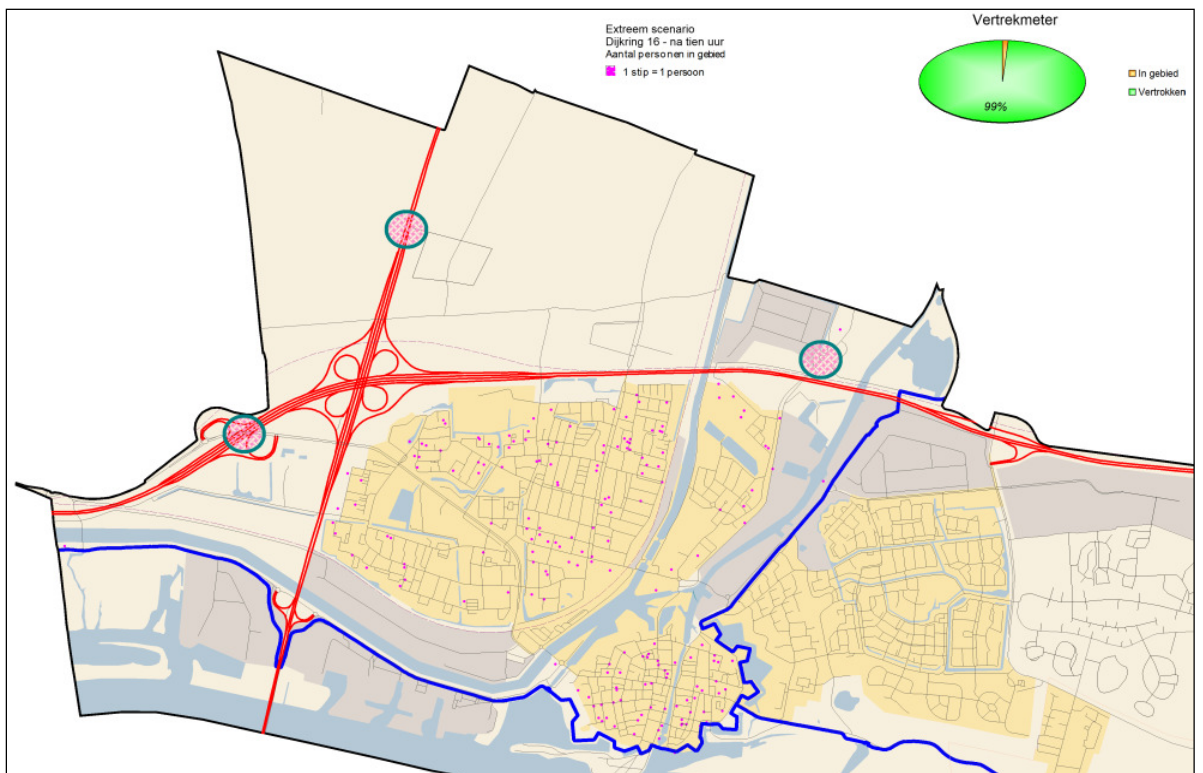 Extreem scenario
Dijkring 16 - na tien uur
Aantal personen in gebied
1 stip = 1 persoon
Vertrekmeter
99%
In gebied
Vertrokken